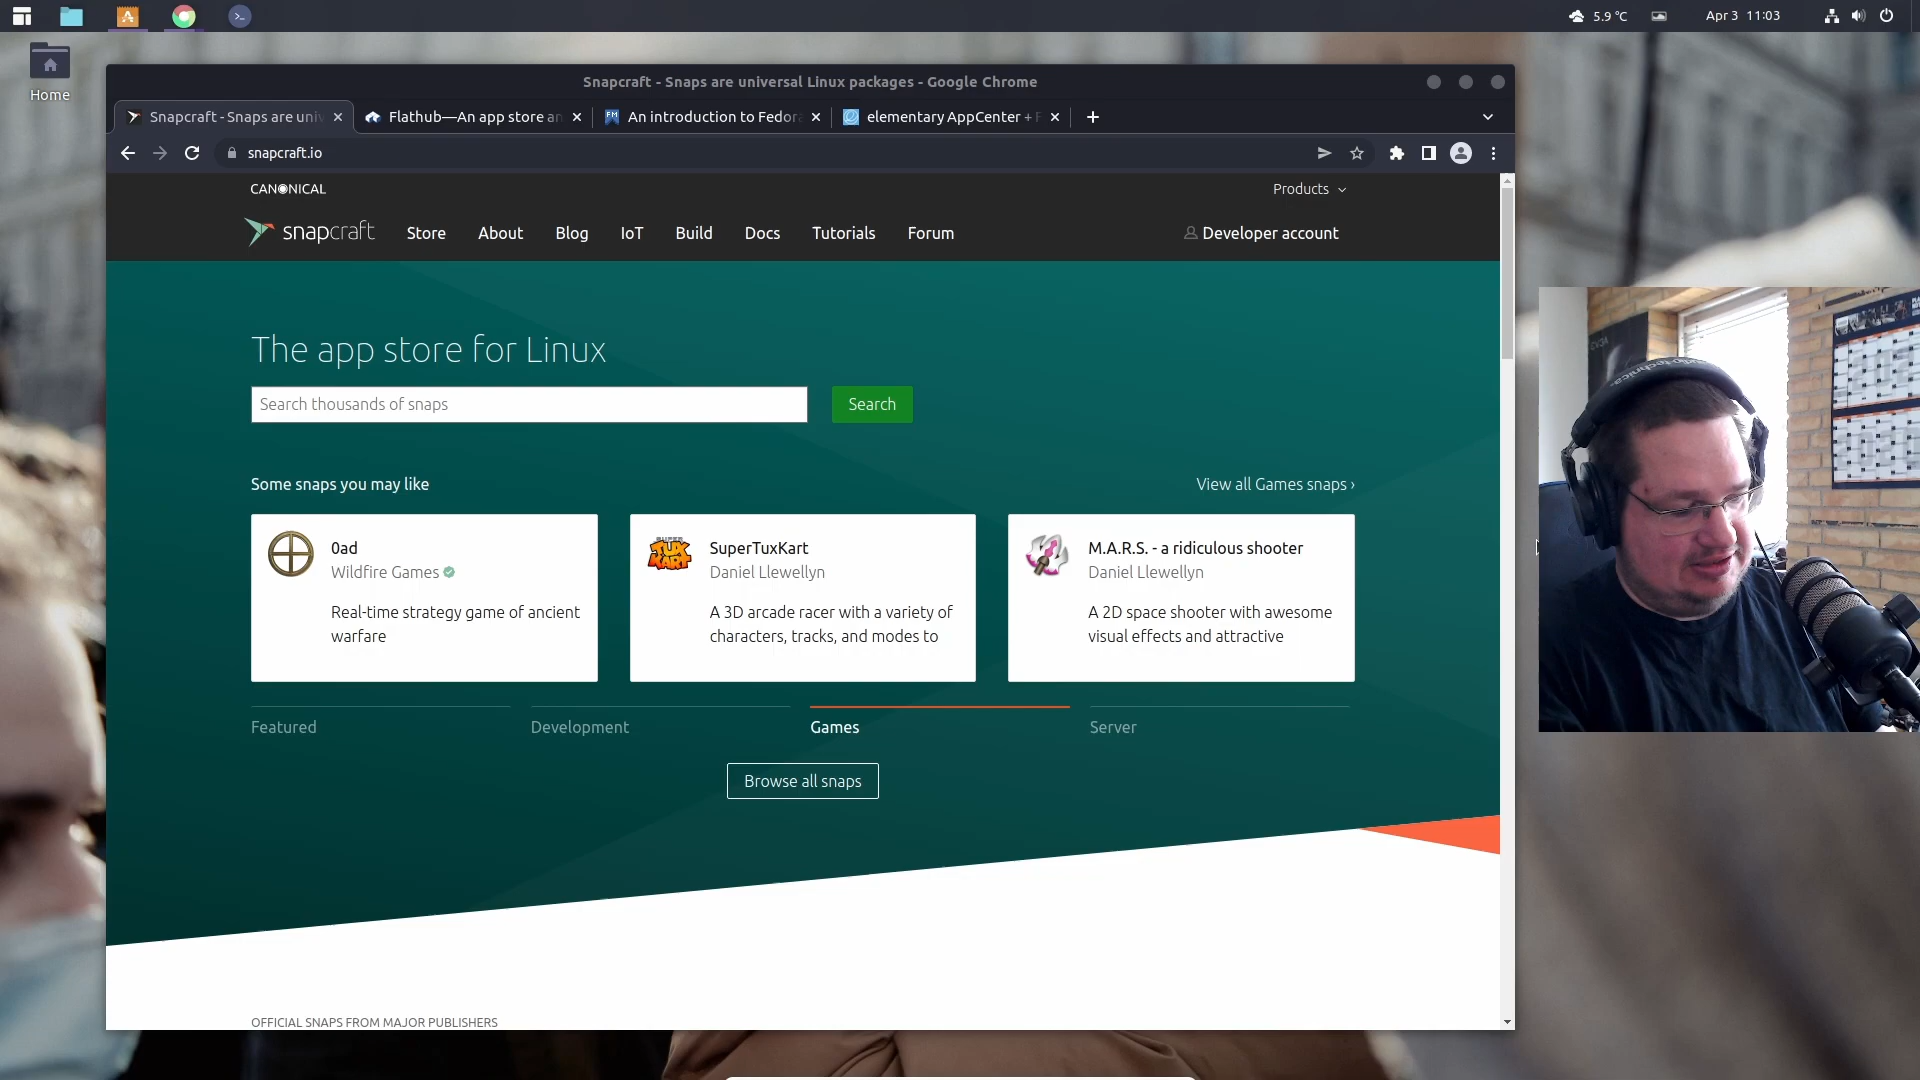 5.9 °C
Apr 3 11:03
Home
Snapcraft - Snaps are universal Linux packages - Google Chrome
Snapcraft - Snaps are univ
Flathub—An app store an
An introduction to Fedora
elementary AppCenter + F
snapcraft.io
CANONICAL
Products
snapcraft
Store
About
Blog
IoT
Build
Docs
Tutorials
Forum
Developer account
The app store for Linux
Search thousands of snaps
Search
Some snaps you may like
View all Games snaps ›
0ad
Wildfire Games
Real-time strategy game of ancient
warfare
SuperTuxKart
Daniel Llewellyn
A 3D arcade racer with a variety of
characters, tracks, and modes to
M.A.R.S. - a ridiculous shooter
Daniel Llewellyn
A 2D space shooter with awesome
visual effects and attractive
Featured
Development
Games
Server
Browse all snaps
OFFICIAL SNAPS FROM MAJOR PUBLISHERS